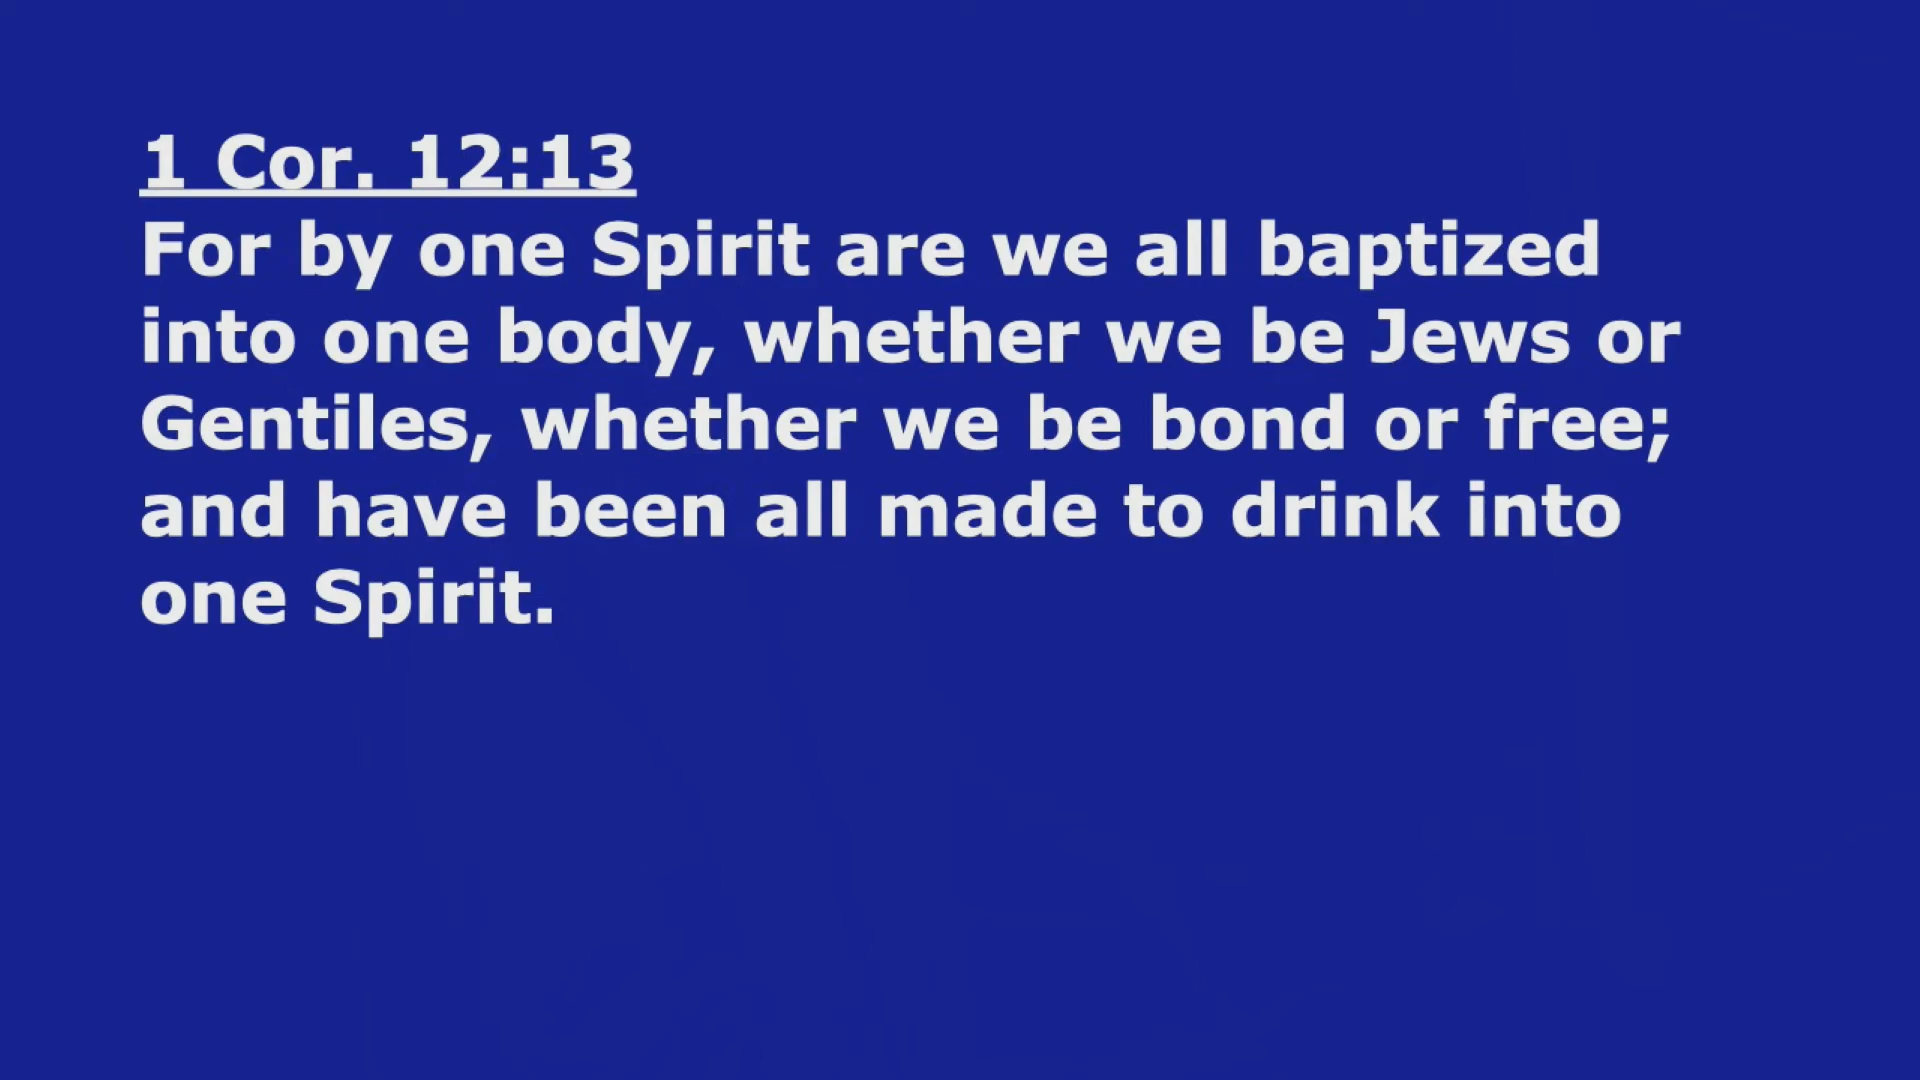 1 Cor. 12:13
For by one Spirit are we all baptized
into one body, whether we be Jews or
Gentiles, whether we be bond or free;
and have been all made to drink into
one Spirit.